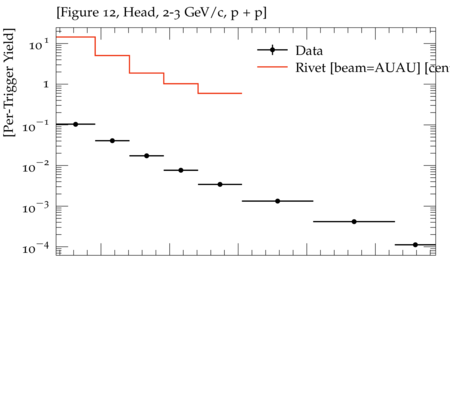 [Figure 12, Head, 2-3 GeV/c, p + p]
[Per-Trigger Yield]
10¹
1
10⁻¹
10⁻²
10⁻³
10⁻⁴
Data
Rivet [beam=AUAU] [cen